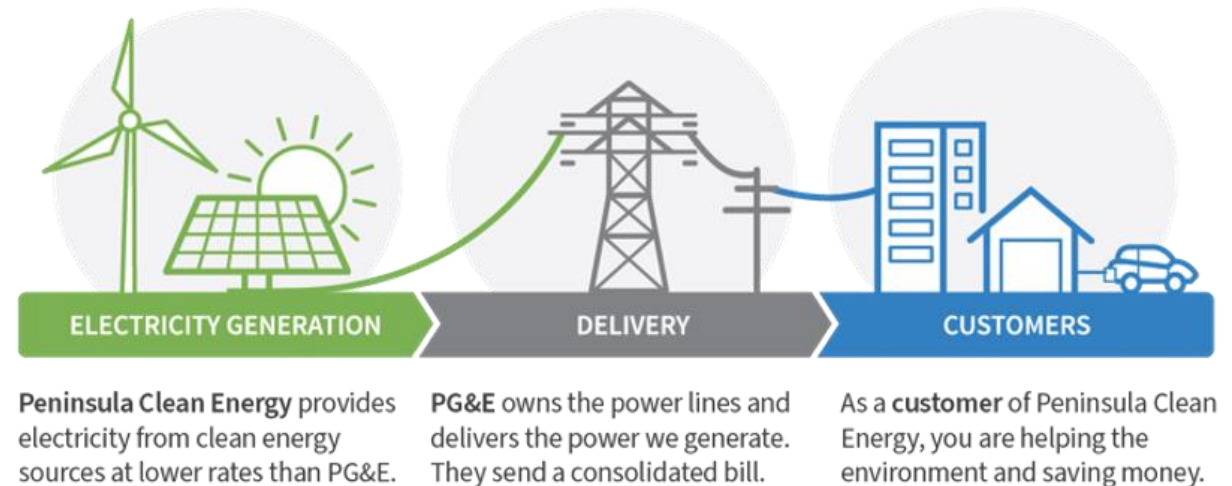 ELECTRICITY GENERATION
DELIVERY
CUSTOMERS
Peninsula Clean Energy provides
electricity from clean energy
sources at lower rates than PG&E.
PG&E owns the power lines and
delivers the power we generate.
They send a consolidated bill.
As a customer of Peninsula Clean
Energy, you are helping the
environment and saving money.